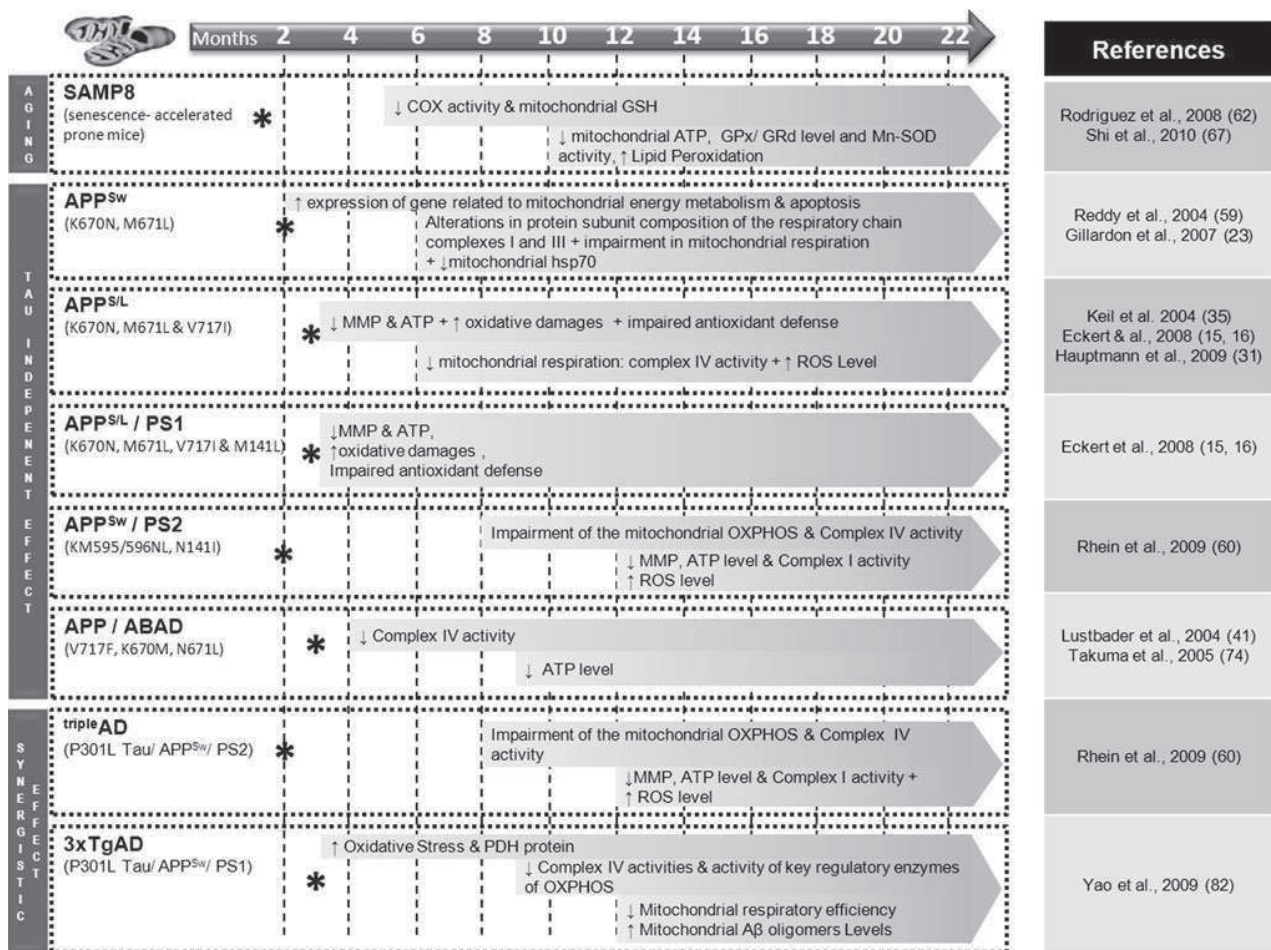 Months 2 4 6 8 10 12 14 16 18 20 22
References
AGING
SAMP8
(senescence- accelerated
prone mice)
*
↓ COX activity & mitochondrial GSH
↓ mitochondrial ATP, GPx/ GRd level and Mn-SOD
activity, ↑ Lipid Peroxidation
Rodriguez et al., 2008 (62)
Shi et al., 2010 (67)
TAU INDEPENENT EFFECT
APPSw
(K670N, M671L)
*
↑ expression of gene related to mitochondrial energy metabolism & apoptosis
Alterations in protein subunit composition of the respiratory chain
complexes I and III + impairment in mitochondrial respiration
+ ↓mitochondrial hsp70
Reddy et al., 2004 (59)
Gillardon et al., 2007 (23)
APPS/L
(K670N, M671L & V717I)
*
↓ MMP & ATP + ↑ oxidative damages + impaired antioxidant defense
↓ mitochondrial respiration: complex IV activity + ↑ ROS Level
Keil et al. 2004 (35)
Eckert & al., 2008 (15, 16)
Hauptmann et al., 2009 (31)
APPS/L / PS1
(K670N, M671L, V717I & M141L)
*
↓MMP & ATP,
↑oxidative damages ,
Impaired antioxidant defense
Eckert et al., 2008 (15, 16)
APPSw / PS2
(KM595/596NL, N141I)
*
Impairment of the mitochondrial OXPHOS & Complex IV activity
↓ MMP, ATP level & Complex I activity
↑ ROS level
Rhein et al., 2009 (60)
APP / ABAD
(V717F, K670M, N671L)
*
↓ Complex IV activity
↓ ATP level
Lustbader et al., 2004 (41)
Takuma et al., 2005 (74)
SYNERGISTIC
EFFECT
tripleAD
(P301L Tau/ APPSw/ PS2)
*
Impairment of the mitochondrial OXPHOS & Complex IV
activity
↓MMP, ATP level & Complex I activity +
↑ ROS level
Rhein et al., 2009 (60)
3xTgAD
(P301L Tau/ APPSw/ PS1)
*
↑ Oxidative Stress & PDH protein
↓ Complex IV activities & activity of key regulatory enzymes
of OXPHOS
↓ Mitochondrial respiratory efficiency
↑ Mitochondrial Aβ oligomers Levels
Yao et al., 2009 (82)